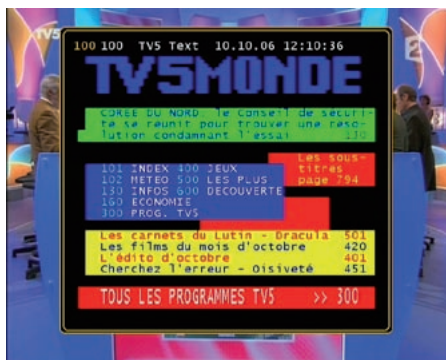 TV5
100 100 TV5 Text 10.10.06 12:10:36
2
TV5MONDE
COREE DU NORD: le Conseil de sécuri-
té se réunit pour trouver une réso-
lution condamnant l'essai 130
Les sous-
titres
page 794
101 INDEX 400 JEUX
102 METEO 500 LES PLUS
130 INFOS 600 DECOUVERTE
160 ECONOMIE
300 PROG. TV5
Les carnets du Lutin - Dracula 501
Les films du mois d'octobre 420
L'édito d'octobre 401
Cherchez l'erreur - Oisiveté 451
TOUS LES PROGRAMMES TV5 >> 300